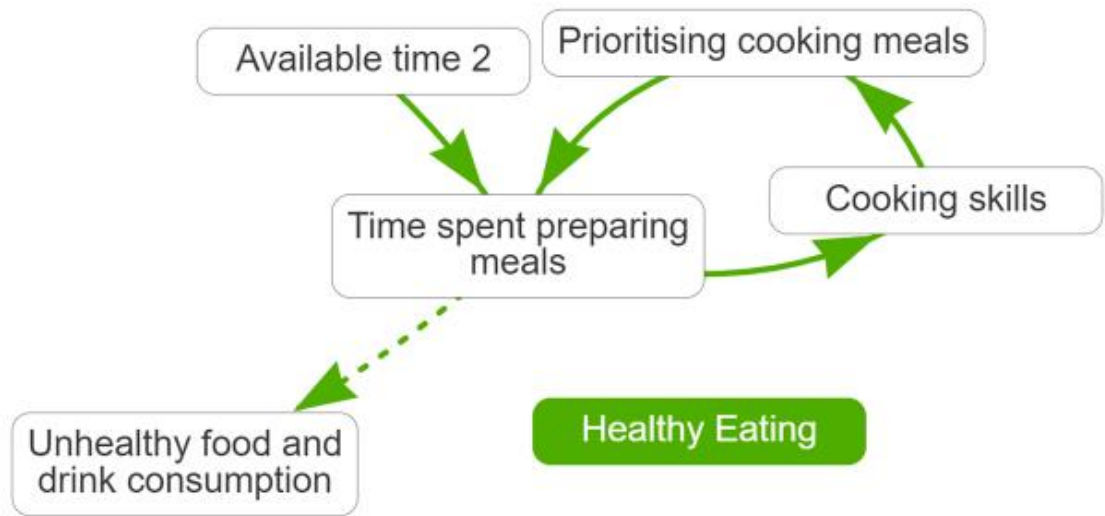 Available time 2
Prioritising cooking meals
Cooking skills
Time spent preparing
meals
Unhealthy food and
drink consumption
Healthy Eating